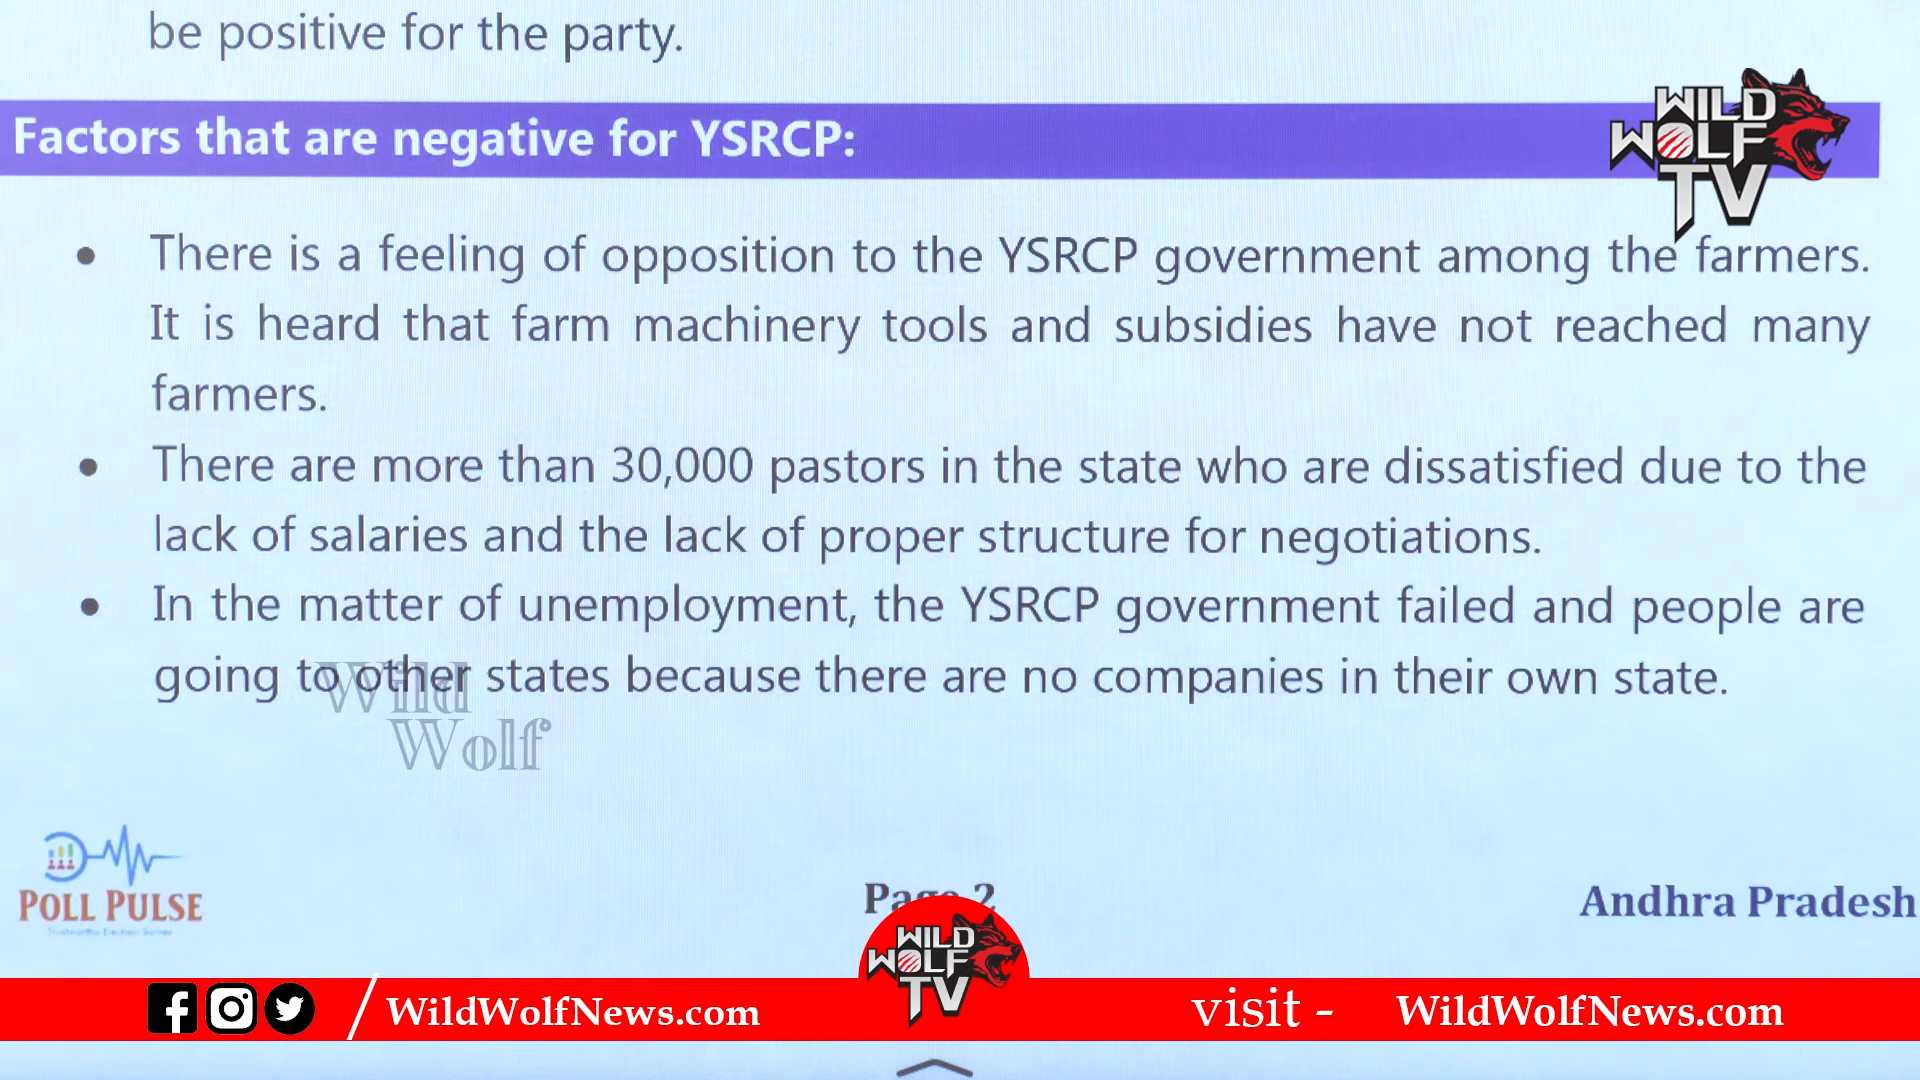 be positive for the party.
Factors that are negative for YSRCP:
WILD
WOLF
TV
• There is a feeling of opposition to the YSRCP government among the farmers.
It is heard that farm machinery tools and subsidies have not reached many
farmers.
• There are more than 30,000 pastors in the state who are dissatisfied due to the
lack of salaries and the lack of proper structure for negotiations.
• In the matter of unemployment, the YSRCP government failed and people are
going to other states because there are no companies in their own state.
Wild
Wolf
POLL PULSE
Trustworthy Election Survey
Page 2
Andhra Pradesh
WILD
WOLF
TV
WildWolfNews.com
visit - WildWolfNews.com